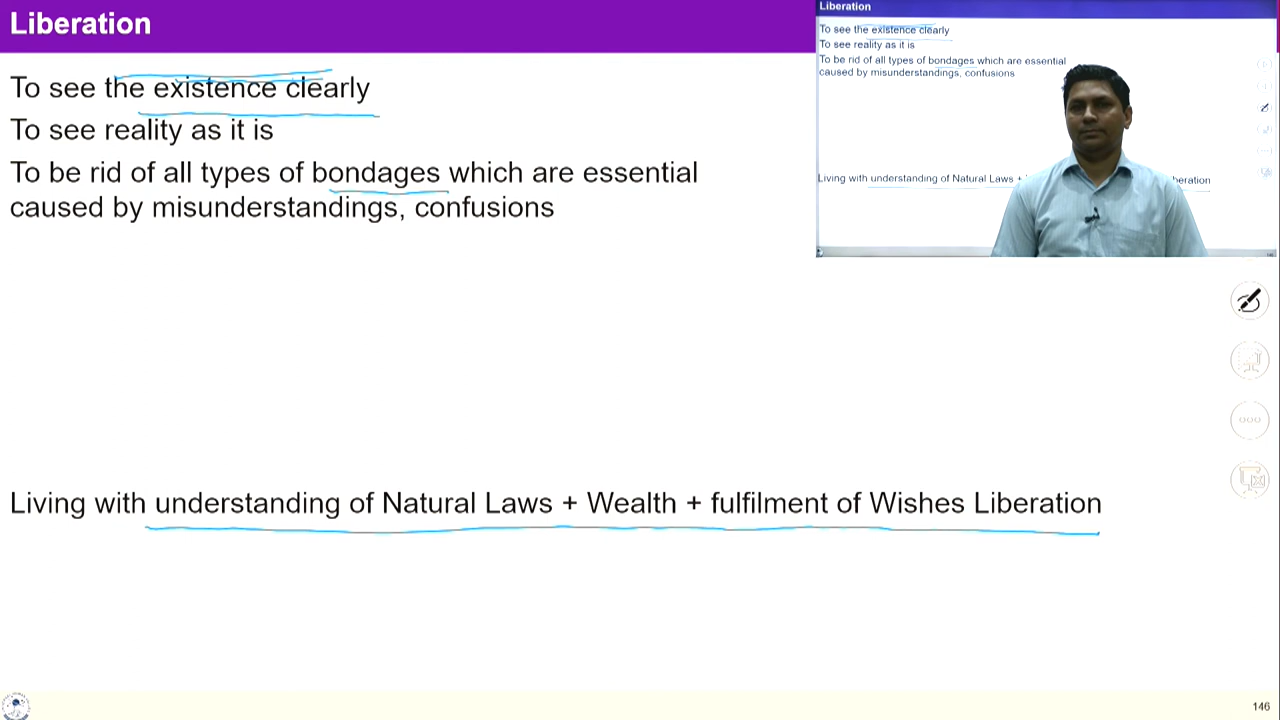 Liberation
To see the existence clearly
To see reality as it is
To be rid of all types of bondages which are essential
caused by misunderstandings, confusions
Living with understanding of Natural Laws + Wealth + fulfilment of Wishes Liberation
146
Liberation
To see the existence clearly
To see reality as it is
To be rid of all types of bondages which are essential
caused by misunderstandings, confusions
Living with understanding of Natural Laws +
beration